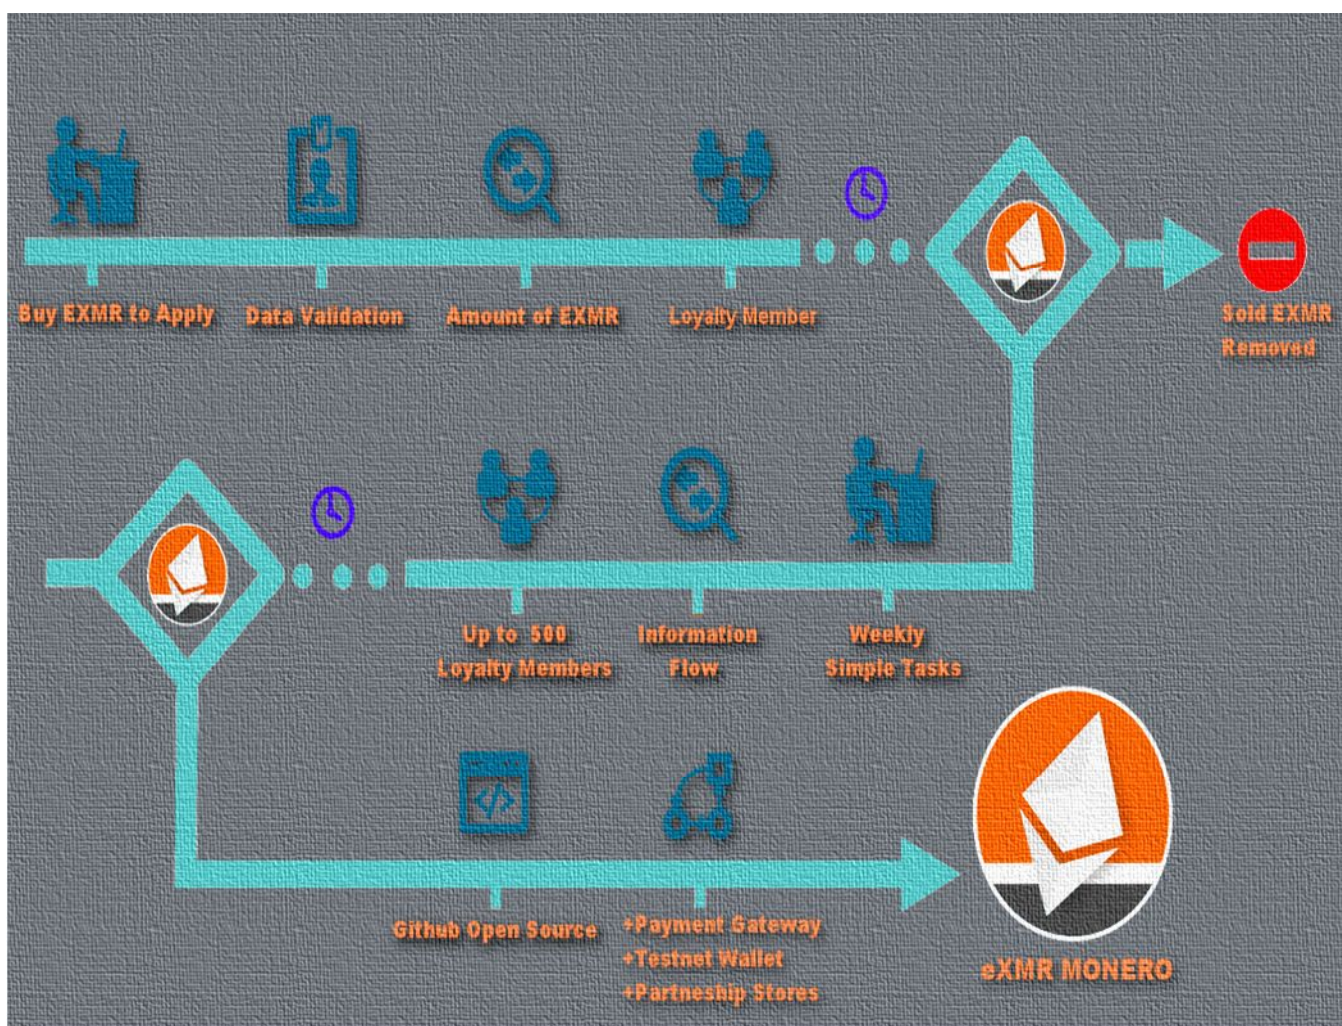 Buy EXMR to Apply
Data Validation
Amount of EXMR
Loyalty Member
Sold EXMR
Removed
Up to 500
Loyalty Members
Information
Flow
Weekly
Simple Tasks
Github Open Source
+Payment Gateway
+Testnet Wallet
+Partneship Stores
eXMR MONERO